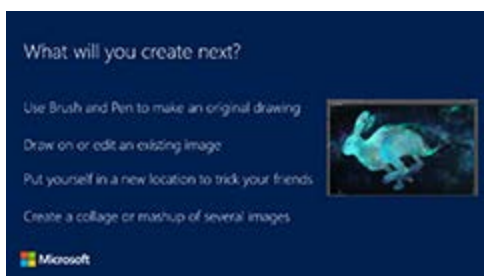 What will you create next?
Use Brush and Pen to make an original drawing
Draw on or edit an existing image
Put yourself in a new location to trick your friends
Create a collage or mashup of several images
Microsoft